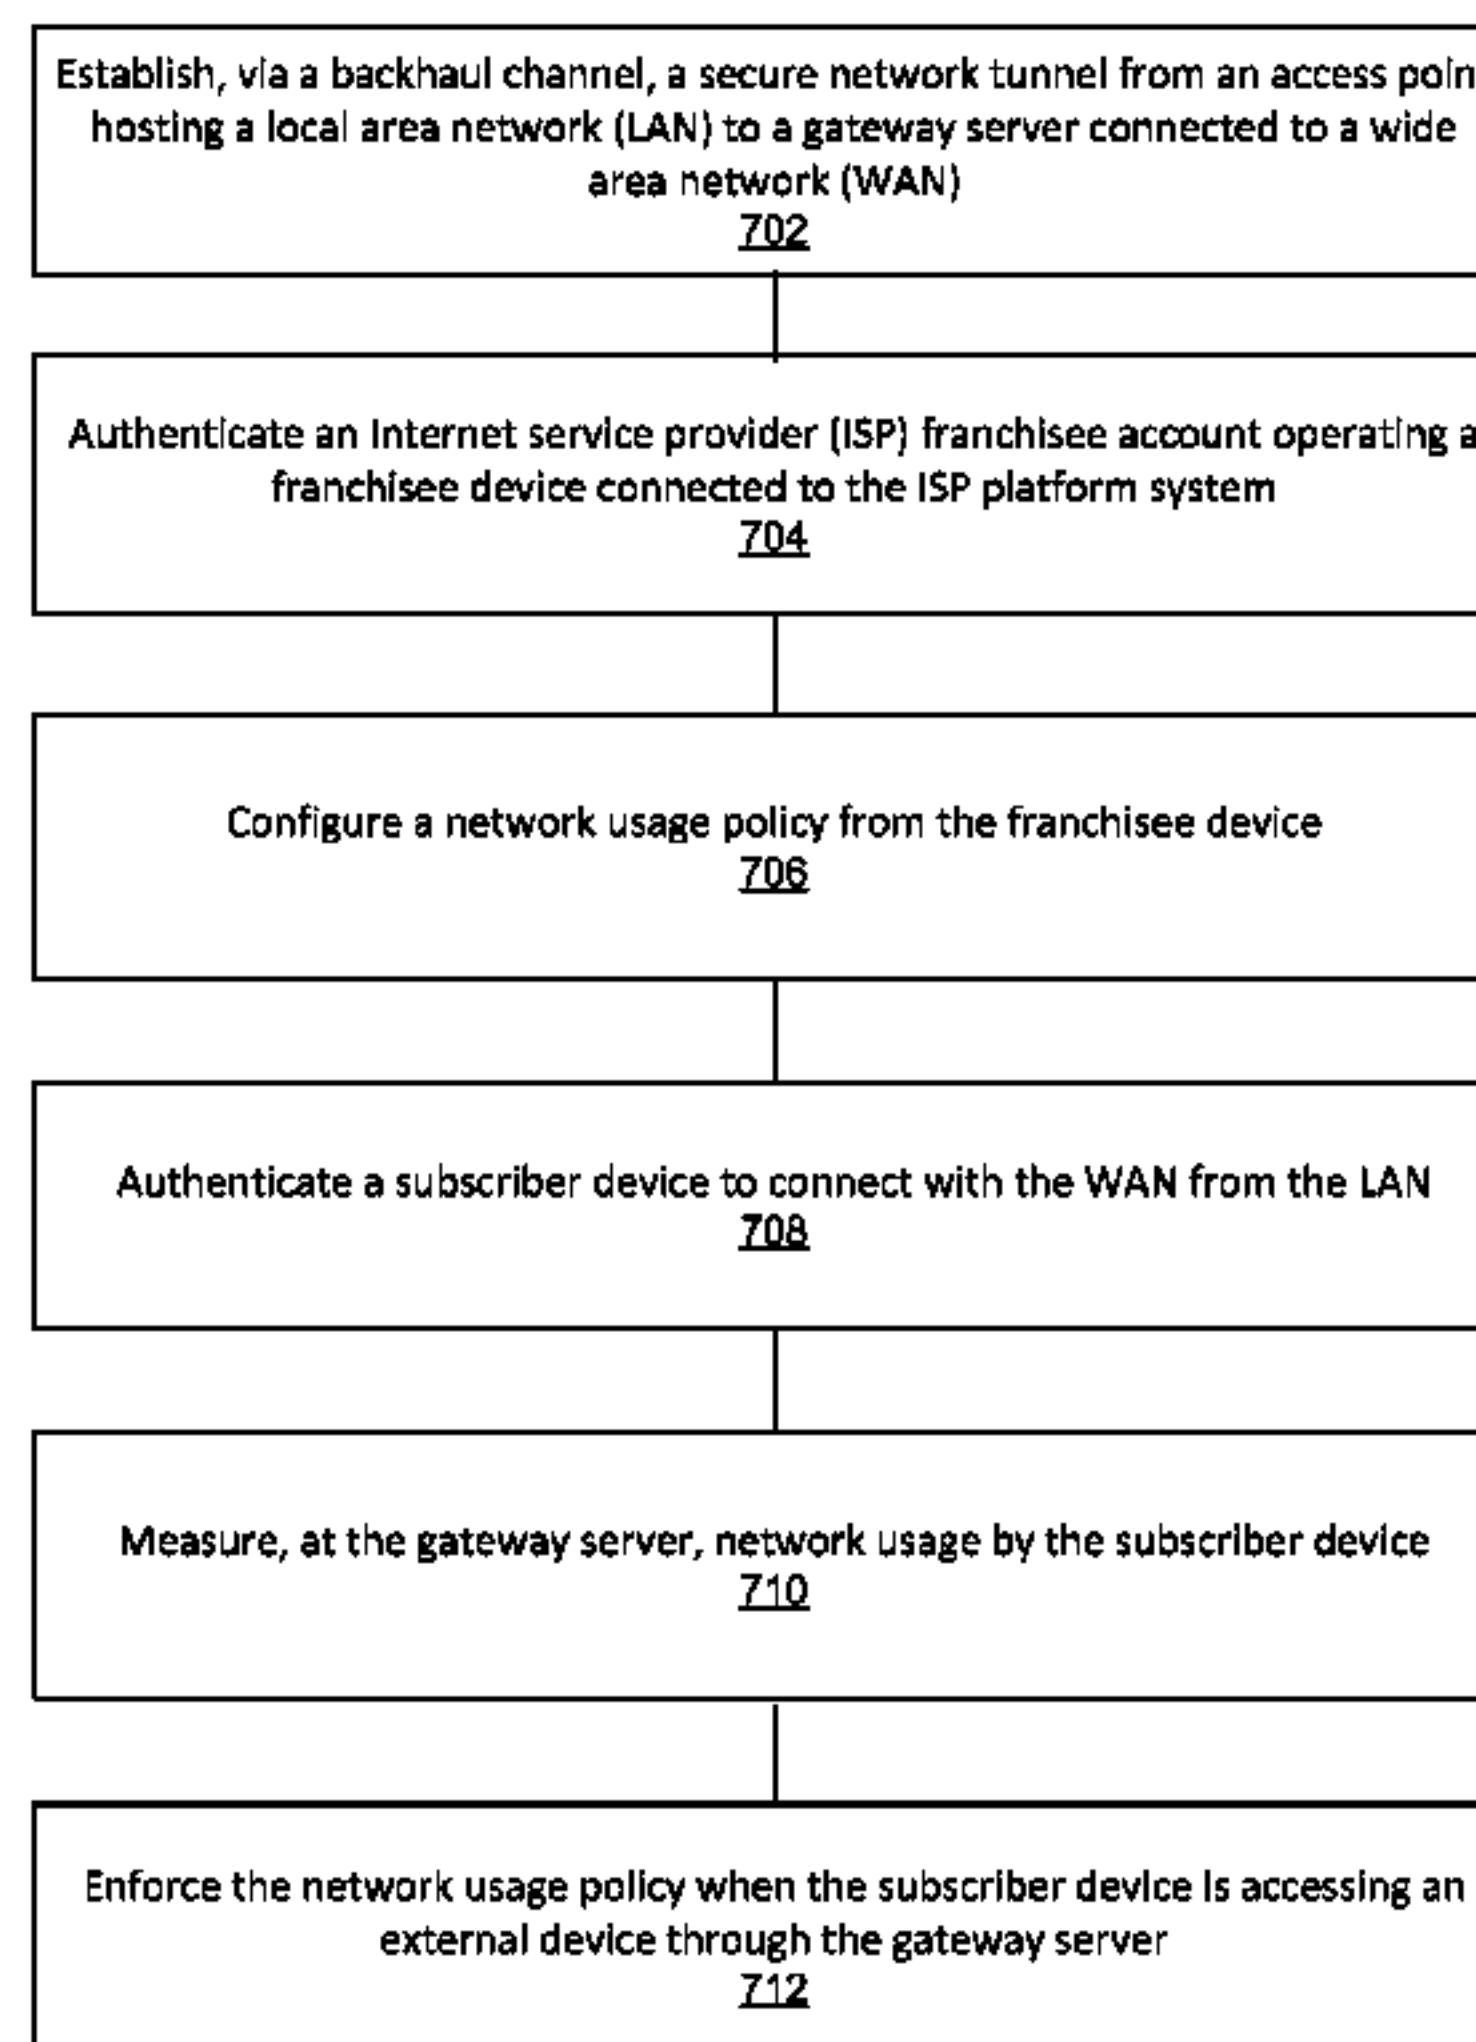 Establish, via a backhaul channel, a secure network tunnel from an access poin
hosting a local area network (LAN) to a gateway server connected to a wide
area network (WAN)
702
Authenticate an Internet service provider (ISP) franchisee account operating a
franchisee device connected to the ISP platform system
704
Configure a network usage policy from the franchisee device
706
Authenticate a subscriber device to connect with the WAN from the LAN
708
Measure, at the gateway server, network usage by the subscriber device
710
Enforce the network usage policy when the subscriber device is accessing an
external device through the gateway server
712